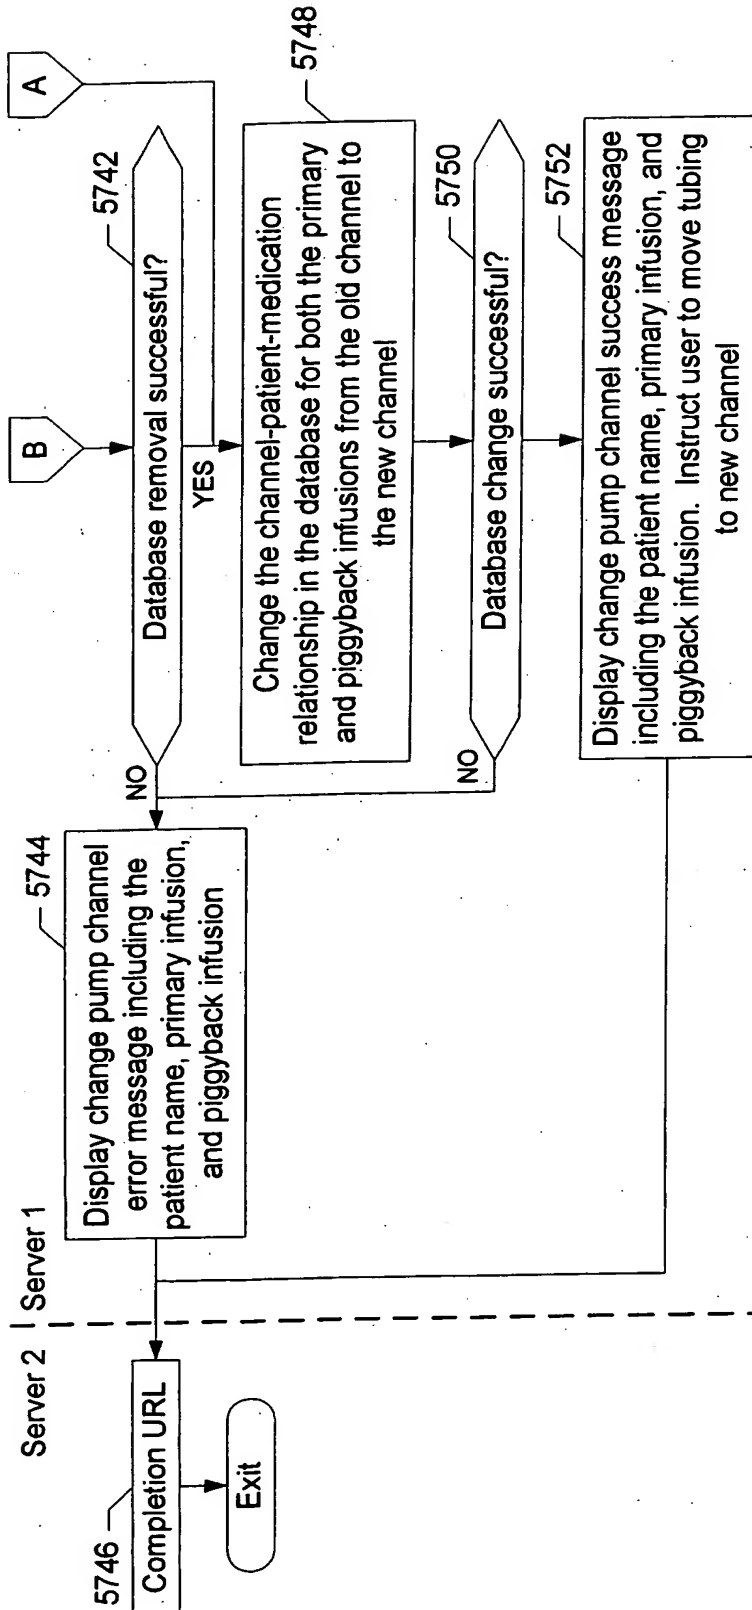 Server 2
Server 1
B
A
5742
Database removal successful?
NO
YES
5744
Display change pump channel
error message including the
patient name, primary infusion,
and piggyback infusion
5746
Completion URL
Exit
5748
Change the channel-patient-medication
relationship in the database for both the primary
and piggyback infusions from the old channel to
the new channel
5750
Database change successful?
NO
5752
Display change pump channel success message
including the patient name, primary infusion, and
piggyback infusion. Instruct user to move tubing
to new channel